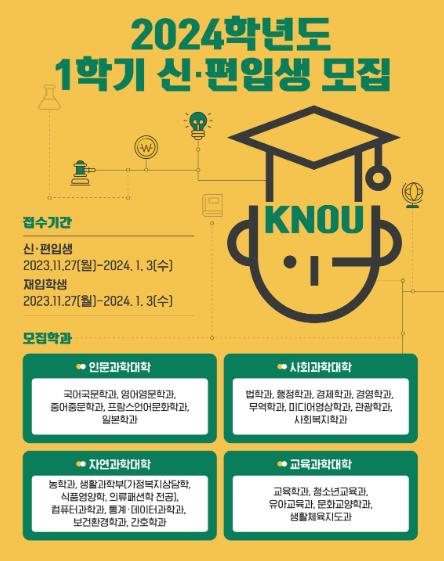 2024학년도
1학기 신·편입생 모집
KNOU
접수기간
신·편입생
2023.11.27(월)-2024. 1. 3(수)
재입학생
2023.11.27(월)-2024. 1. 3(수)
모집학과
인문과학대학
국어국문학과, 영어영문학과,
중어중문학과, 프랑스언어문화학과,
일본학과
사회과학대학
법학과, 행정학과, 경제학과, 경영학과,
무역학과, 미디어영상학과, 관광학과,
사회복지학과
자연과학대학
농학과, 생활과학부(가정복지상담학,
식품영양학, 의류패션학 전공),
컴퓨터과학과, 통계·데이터과학과,
보건환경학과, 간호학과
교육과학대학
교육학과, 청소년교육과,
유아교육과, 문화교양학과,
생활체육지도과